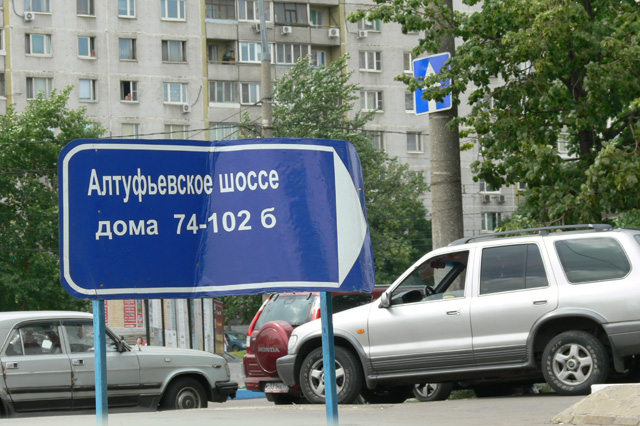 Алтуфьевское шоссе
дома 74-102 б